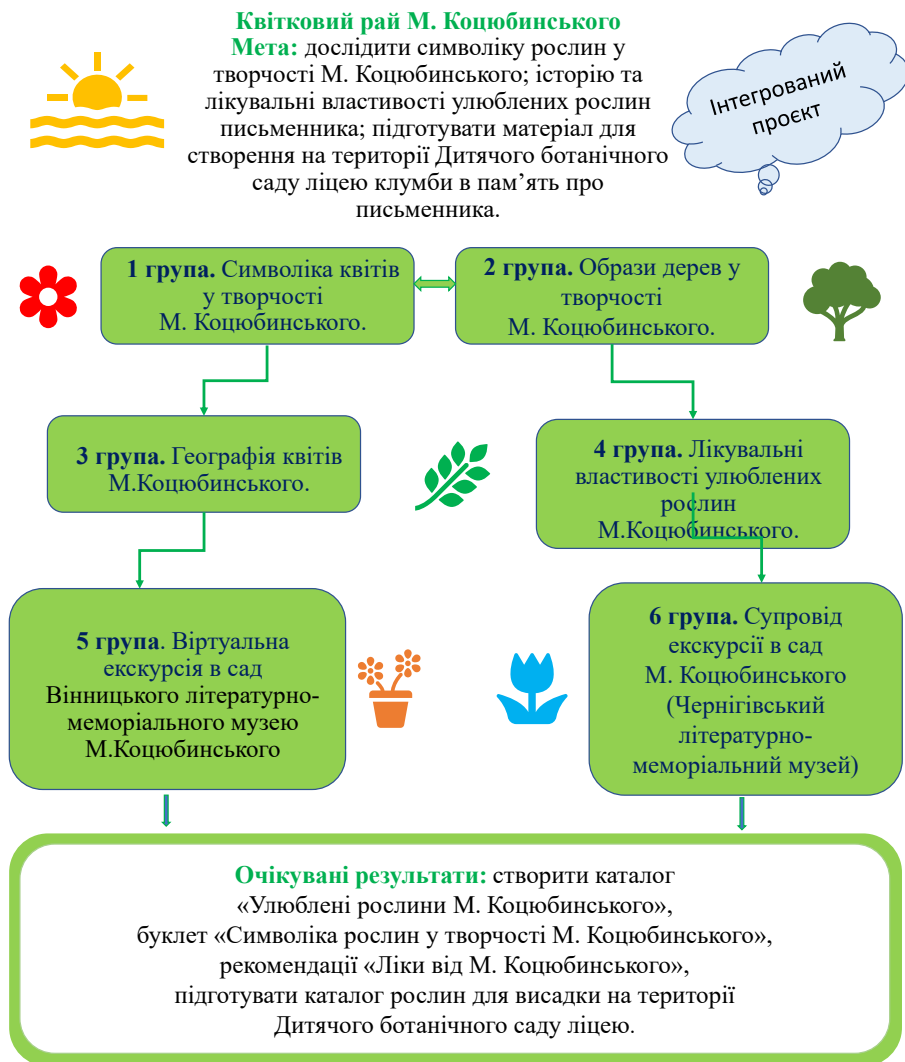 Квітковий рай М. Коцюбинського
Мета: дослідити символіку рослин у
творчості М. Коцюбинського; історію та
лікувальні властивості улюблених рослин
письменника; підготувати матеріал для
створення на території Дитячого ботанічного
саду ліцею клумби в пам’ять про
письменника.
Інтегрований
проєкт
1 група. Символіка квітів
у творчості
М. Коцюбинського.
2 група. Образи дерев у
творчості
М. Коцюбинського.
3 група. Географія квітів
М.Коцюбинського.
4 група. Лікувальні
властивості улюблених
рослин
М.Коцюбинського.
5 група. Віртуальна
екскурсія в сад
Вінницького літературно-
меморіального музею
М.Коцюбинського
6 група. Супровід
екскурсії в сад
М. Коцюбинського
(Чернігівський
літературно-
меморіальний музей)
Очікувані результати: створити каталог
«Улюблені рослини М. Коцюбинського»,
буклет «Символіка рослин у творчості М. Коцюбинського»,
рекомендації «Ліки від М. Коцюбинського»,
підготувати каталог рослин для висадки на території
Дитячого ботанічного саду ліцею.